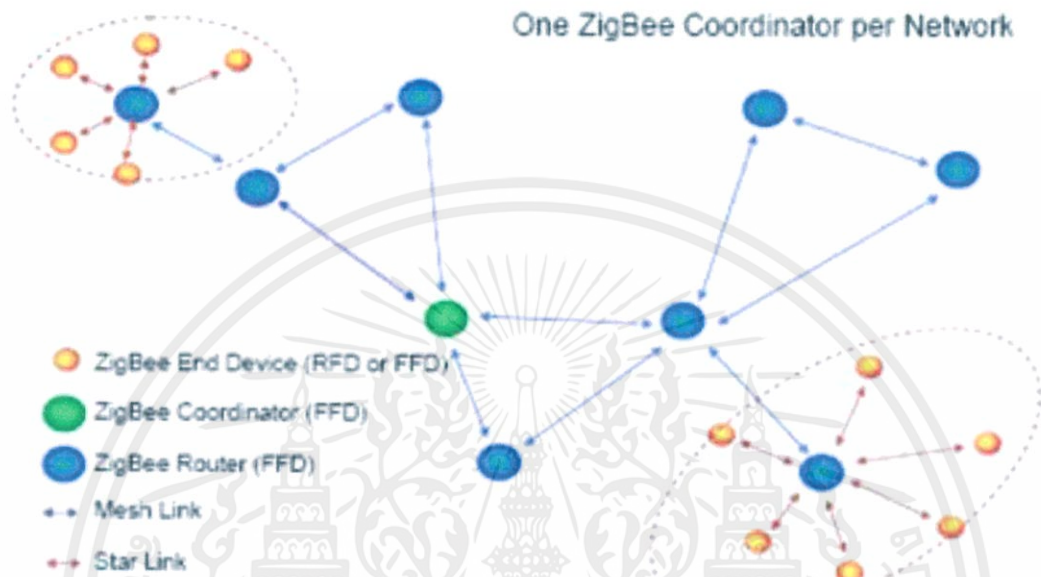 One ZigBee Coordinator per Network
ZigBee End Device (RFD or FFD)
ZigBee Coordinator (FFD)
ZigBee Router (FFD)
Mesh Link
Star Link